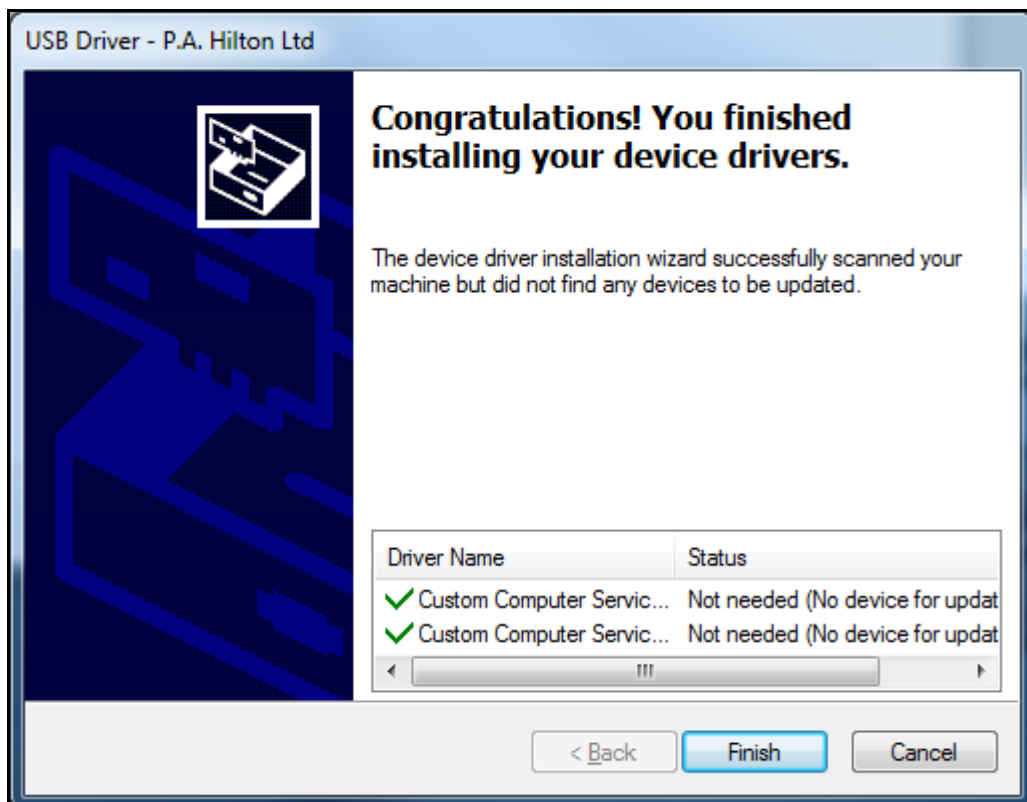 USB Driver - P.A. Hilton Ltd
Congratulations! You finished
installing your device drivers.
The device driver installation wizard successfully scanned your
machine but did not find any devices to be updated.
Driver Name Status
Custom Computer Servic... Not needed (No device for updat
Custom Computer Servic... Not needed (No device for updat
< Back Finish Cancel